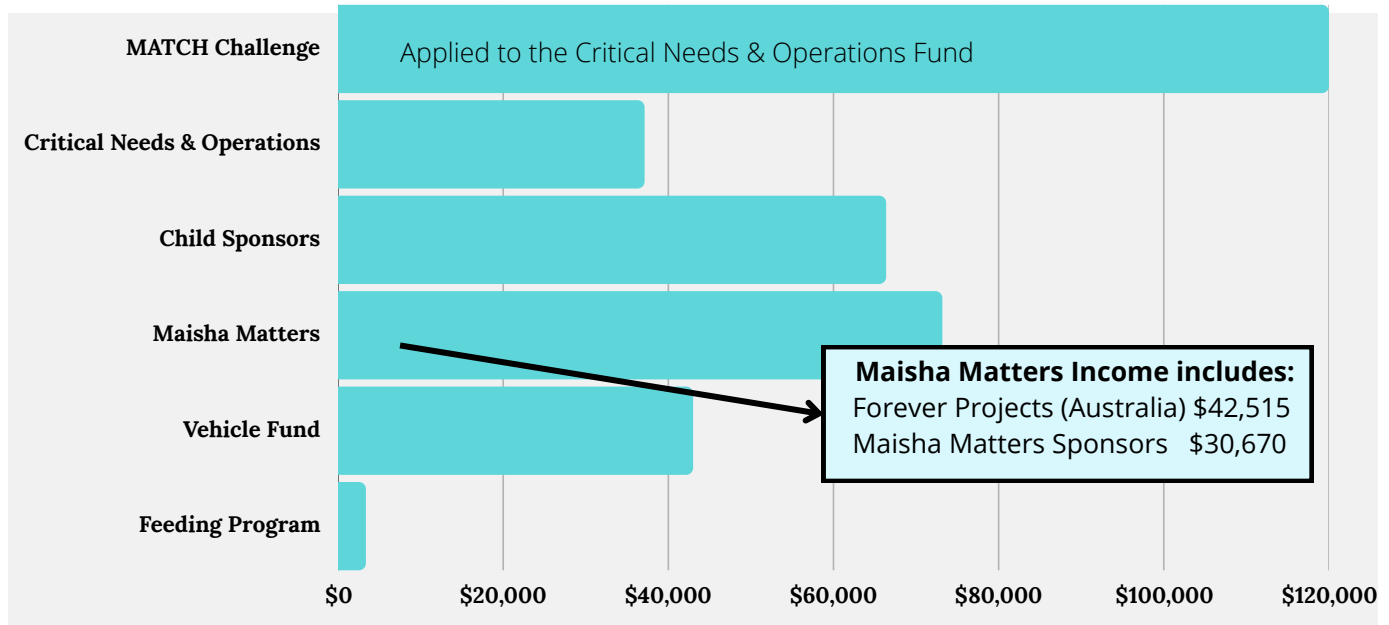 MATCH Challenge
Applied to the Critical Needs & Operations Fund
Critical Needs & Operations
Child Sponsors
Maisha Matters
Maisha Matters Income includes:
Forever Projects (Australia) $42,515
Maisha Matters Sponsors $30,670
Vehicle Fund
Feeding Program
$0 $20,000 $40,000 $60,000 $80,000 $100,000 $120,000